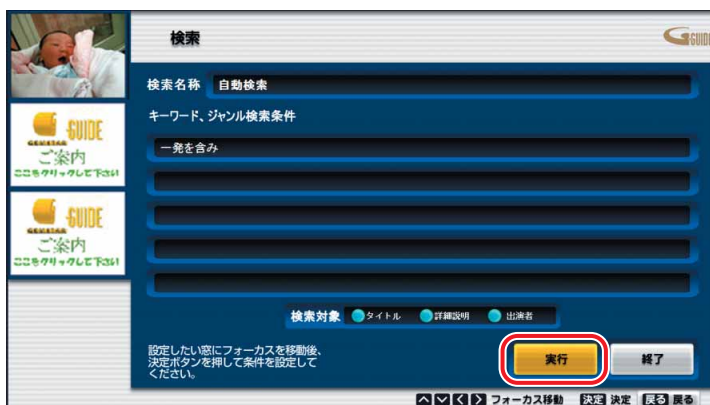 検索
GGUIDE
検索名称 自動検索
キーワード、ジャンル検索条件
一発を含み
GUIDE
GEMSTAR
ご案内
ここをクリックして下さい
GUIDE
GEMSTAR
ご案内
ここをクリックして下さい
検索対象 タイトル 詳細説明 出演者
設定したい窓にフォーカスを移動後、
決定ボタンを押して条件を設定して
ください。
実行 終了
フォーカス移動 決定 決定 戻る 戻る